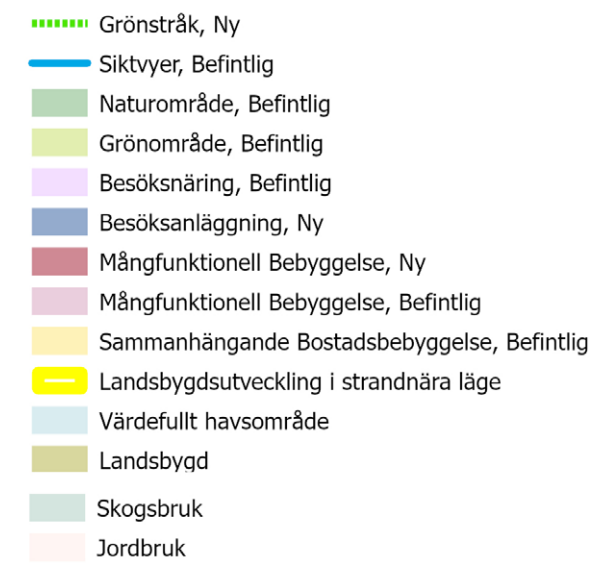 Grönstråk, Ny
Siktvyer, Befintlig
Naturområde, Befintlig
Grönområde, Befintlig
Besöksnäring, Befintlig
Besöksanläggning, Ny
Mångfunktionell Bebyggelse, Ny
Mångfunktionell Bebyggelse, Befintlig
Sammanhängande Bostadsbebyggelse, Befintlig
Landsbygdsutveckling i strandnära läge
Värdefullt havsområde
Landsbygd
Skogsbruk
Jordbruk